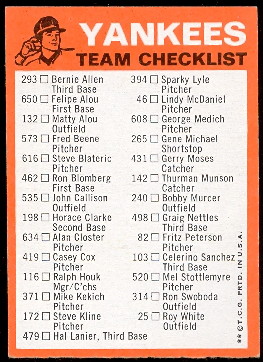 YANKEES
TEAM CHECKLIST
293 □ Bernie Allen
Third Base
650 □ Felipe Alou
First Base
132 □ Matty Alou
Outfield
573 □ Fred Beene
Pitcher
616 □ Steve Blateric
Pitcher
462 □ Ron Blomberg
First Base
535 □ John Callison
Outfield
198 □ Horace Clarke
Second Base
634 □ Alan Closter
Pitcher
419 □ Casey Cox
Pitcher
116 □ Ralph Houk
Mgr/C'chs
371 □ Mike Kekich
Pitcher
172 □ Steve Kline
Pitcher
479 □ Hal Lanier, Third Base
394 □ Sparky Lyle
Pitcher
46 □ Lindy McDaniel
Pitcher
608 □ George Medich
Pitcher
265 □ Gene Michael
Shortstop
431 □ Gerry Moses
Catcher
142 □ Thurman Munson
Catcher
240 □ Bobby Murcer
Outfield
498 □ Graig Nettles
Third Base
82 □ Fritz Peterson
Pitcher
103 □ Celerino Sanchez
Third Base
520 □ Mel Stottlemyre
Pitcher
314 □ Ron Swoboda
Outfield
25 □ Roy White
Outfield
** © T.C.G. PRTD. IN U.S.A.